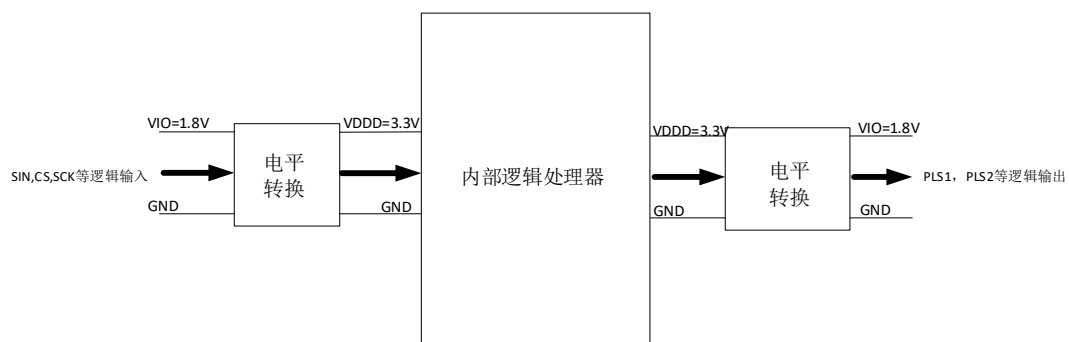 VIO=1.8V
VDDD=3.3V
SIN,CS,SCK等逻辑输入
电平
转换
GND
GND
内部逻辑处理器
VDDD=3.3V
VIO=1.8V
电平
转换
PLS1，PLS2等逻辑输出
GND
GND